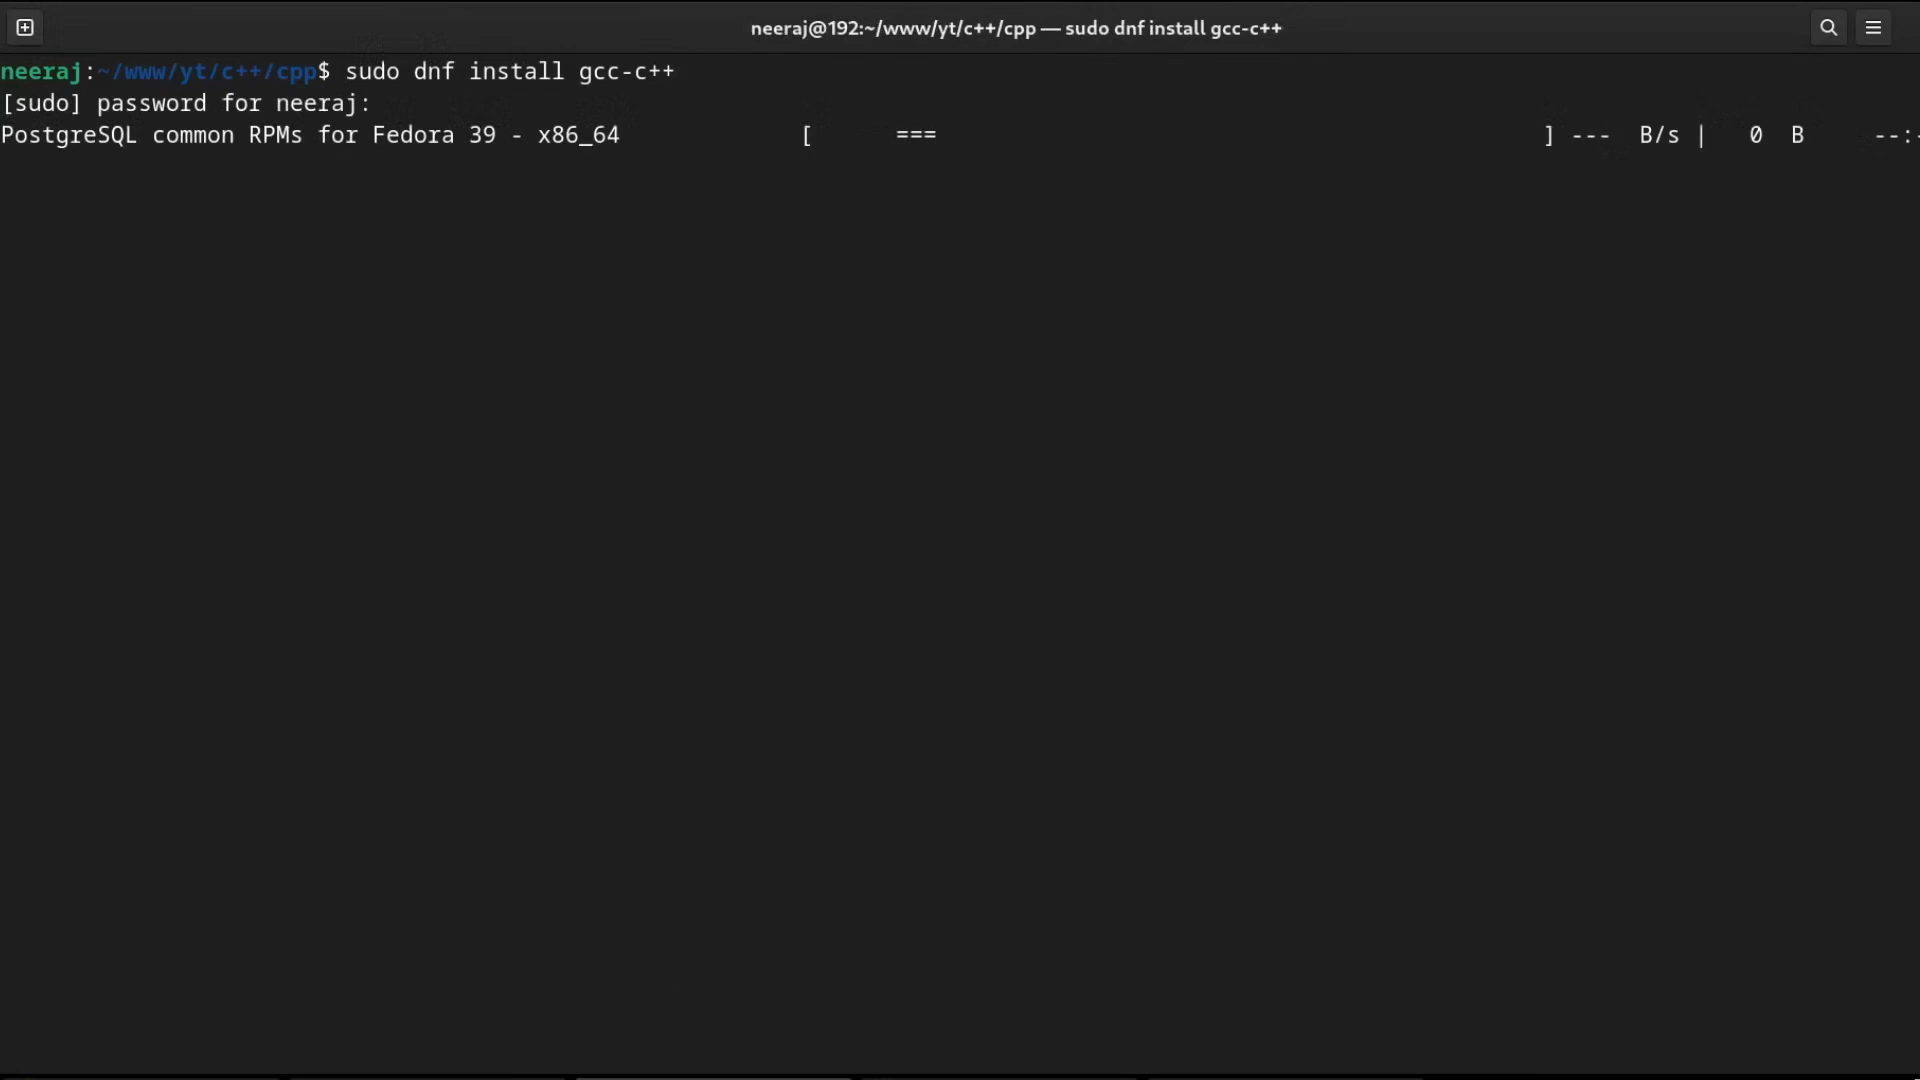 neeraj@192:~/www/yt/c++/cpp — sudo dnf install gcc-c++
neeraj:~/www/yt/c++/cpp$ sudo dnf install gcc-c++
[sudo] password for neeraj:
PostgreSQL common RPMs for Fedora 39 - x86_64 [ === ] --- B/s | 0 B --:-